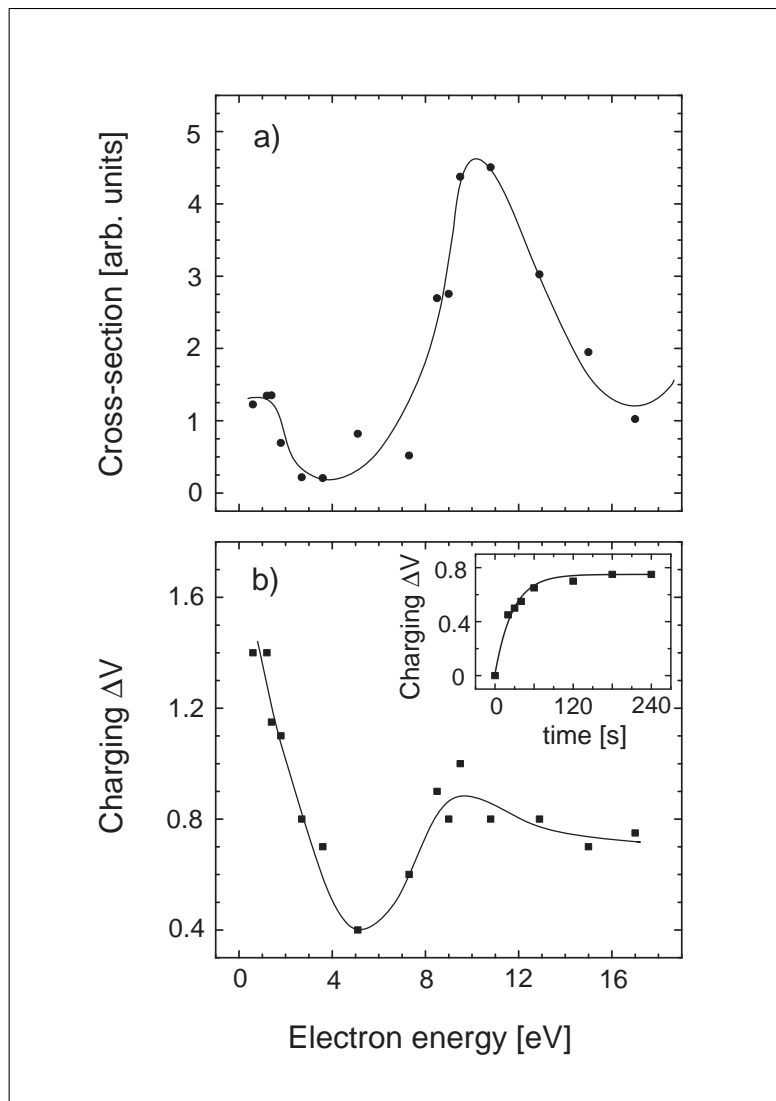 a)
Cross-section [arb. units]
5
4
3
2
1
0
b)
Charging ΔV
1.6
1.2
0.8
0.4
Charging ΔV
0.8
0.4
0
0 120 240
time [s]
0 4 8 12 16
Electron energy [eV]